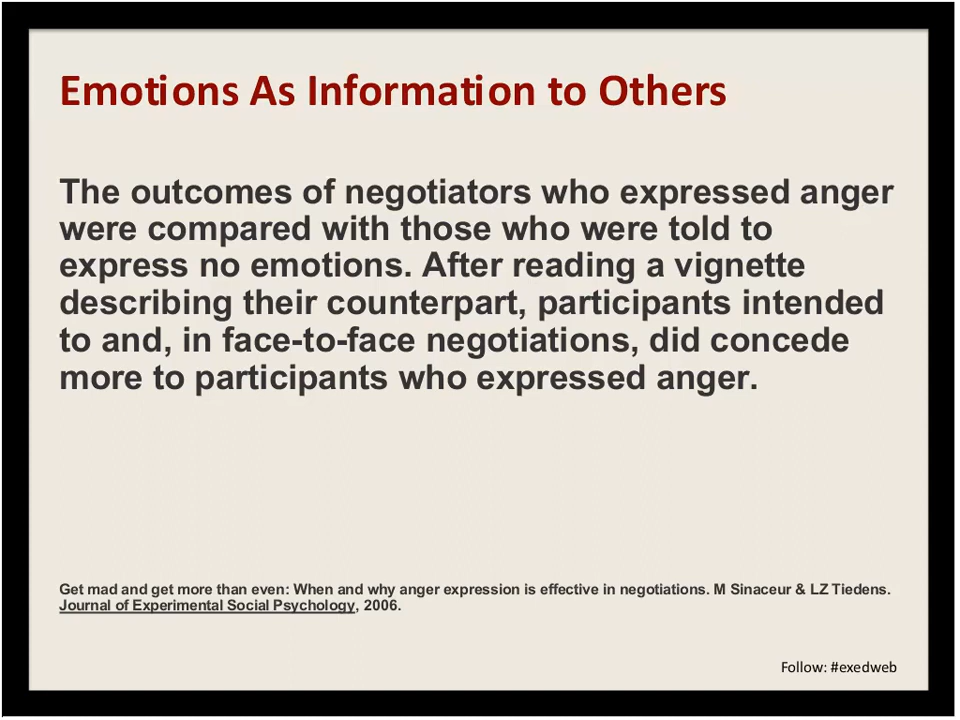 Emotions As Information to Others
The outcomes of negotiators who expressed anger
were compared with those who were told to
express no emotions. After reading a vignette
describing their counterpart, participants intended
to and, in face-to-face negotiations, did concede
more to participants who expressed anger.
Get mad and get more than even: When and why anger expression is effective in negotiations. M Sinaceur & LZ Tiedens.
Journal of Experimental Social Psychology, 2006.
Follow: #exedweb